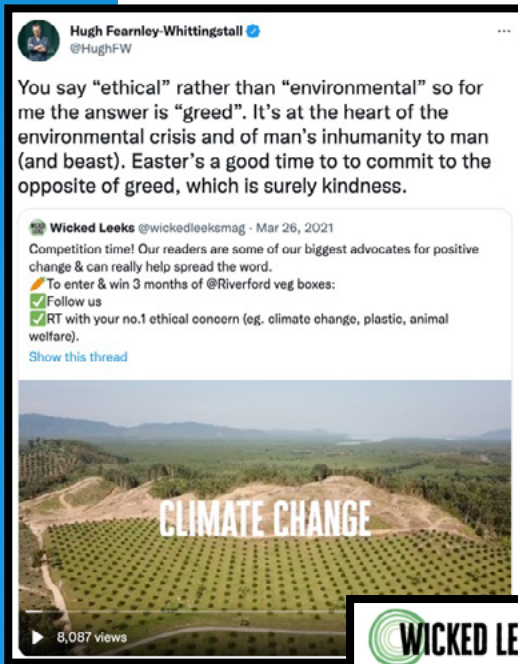 Hugh Fearnley-Whittingstall
@HughFW
You say “ethical” rather than “environmental” so for
me the answer is “greed”. It’s at the heart of the
environmental crisis and of man’s inhumanity to man
(and beast). Easter’s a good time to to commit to the
opposite of greed, which is surely kindness.
Wicked Leeks @wickedleeksmag · Mar 26, 2021
Competition time! Our readers are some of our biggest advocates for positive
change & can really help spread the word.
To enter & win 3 months of @Riverford veg boxes:
Follow us
RT with your no.1 ethical concern (eg. climate change, plastic, animal
welfare).
Show this thread
CLIMATE CHANGE
8,087 views
WICKED LE